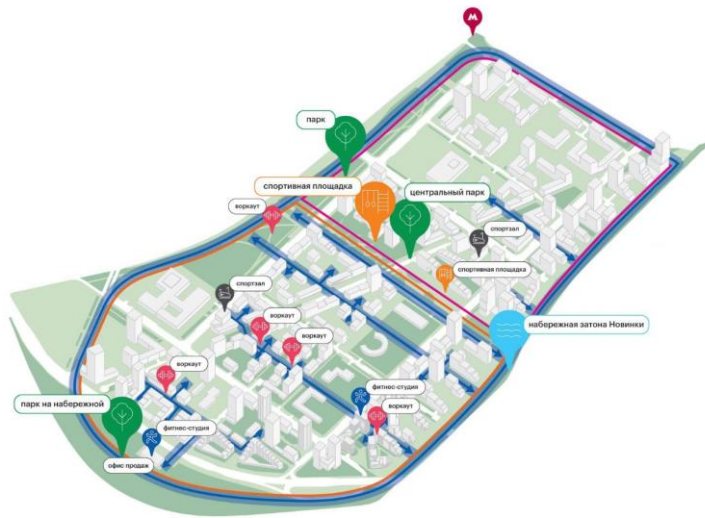 М
парк
спортивная площадка
центральный парк
воркаут
спортзал
спортивная площадка
спортзал
набережная затона Новинки
воркаут
воркаут
воркаут
фитнес-студия
воркаут
парк на набережной
фитнес-студия
офис продаж